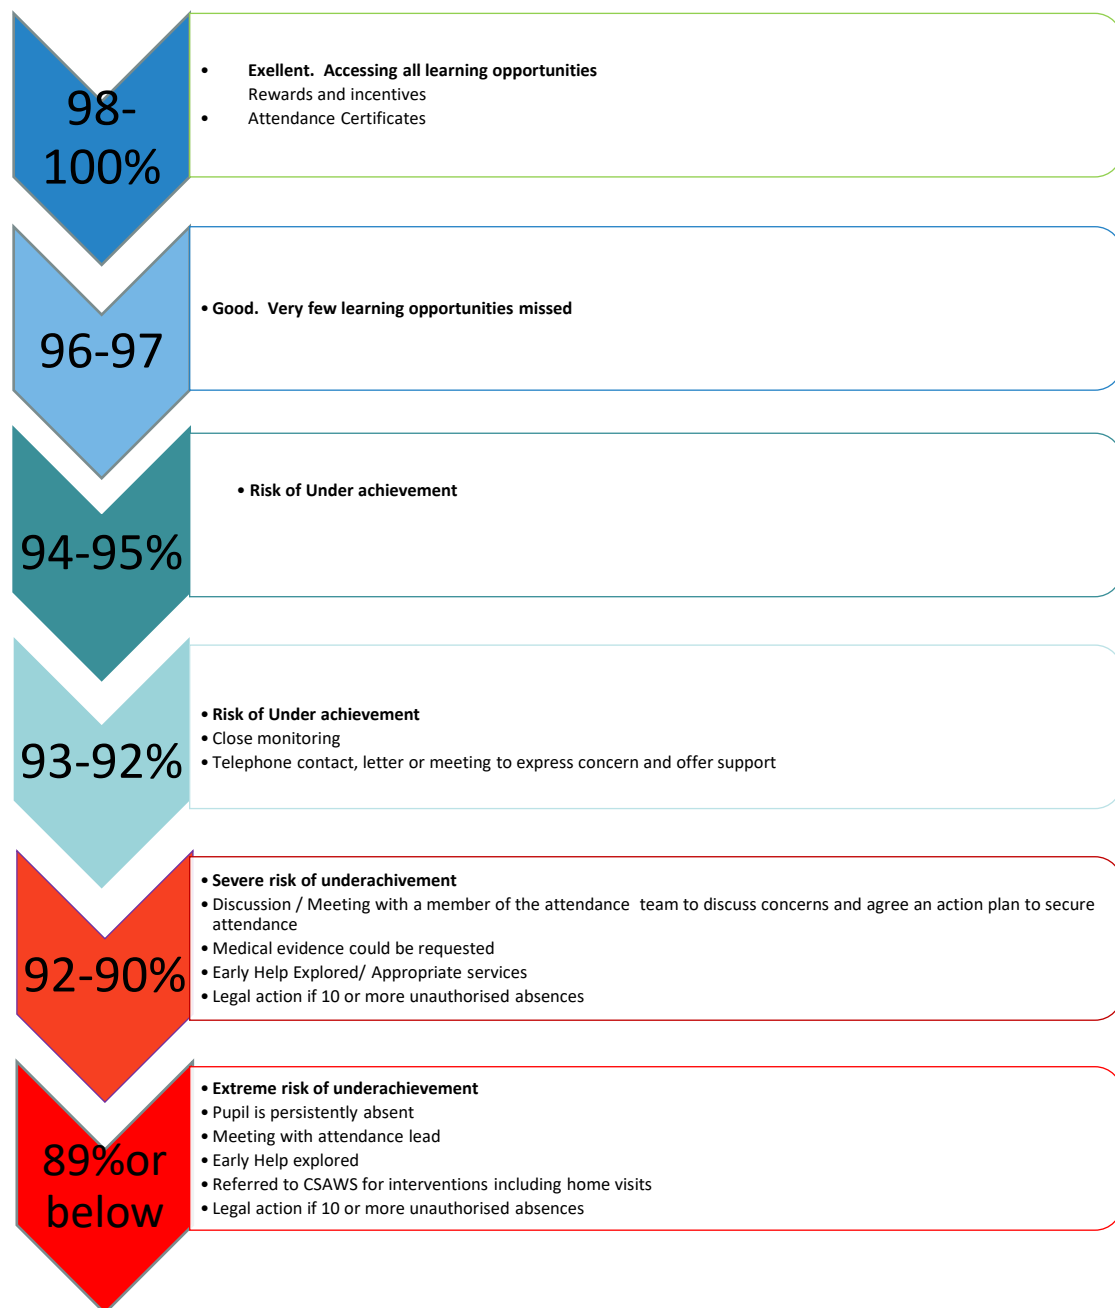 98-
100%
• Exellent.  Accessing all learning opportunities
Rewards and incentives
• Attendance Certificates
96-97
• Good.  Very few learning opportunities missed
94-95%
• Risk of Under achievement
93-92%
• Risk of Under achievement
• Close monitoring
• Telephone contact, letter or meeting to express concern and offer support
92-90%
• Severe risk of underachivement
• Discussion / Meeting with a member of the attendance  team to discuss concerns and agree an action plan to secure
attendance
• Medical evidence could be requested
• Early Help Explored/ Appropriate services
• Legal action if 10 or more unauthorised absences
89%or
below
• Extreme risk of underachievement
• Pupil is persistently absent
• Meeting with attendance lead
• Early Help explored
• Referred to CSAWS for interventions including home visits
• Legal action if 10 or more unauthorised absences